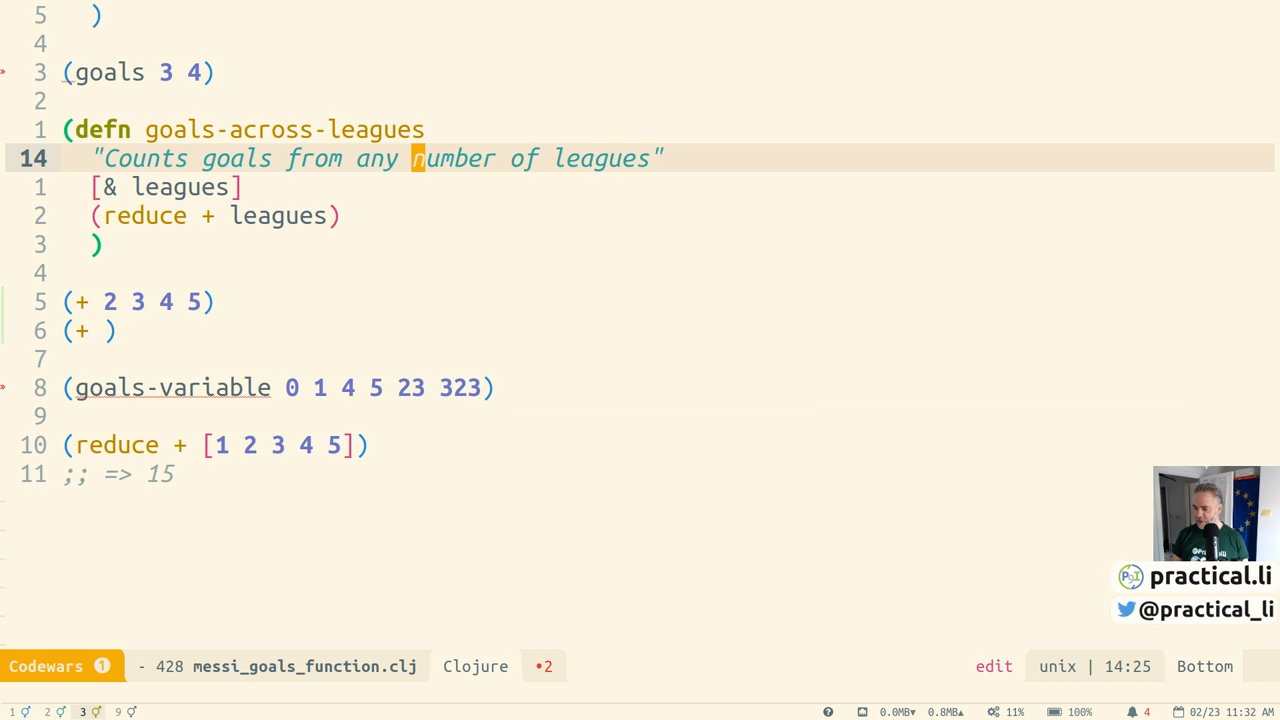 5 )
4
3 (goals 3 4)
2
1 (defn goals-across-leagues
14 "Counts goals from any number of leagues"
1 [& leagues]
2 (reduce + leagues)
3 )
4
5 (+ 2 3 4 5)
6 (+ )
7
8 (goals-variable 0 1 4 5 23 323)
9
10 (reduce + [1 2 3 4 5])
11 ;; => 15
practical.li
@practical_li
Codewars 1 - 428 messi_goals_function.clj Clojure •2 edit unix | 14:25 Bottom
1 2 3 9 ? 0.0MB▾ 0.8MB▴ 11% 100% 4 02/23 11:32 AM